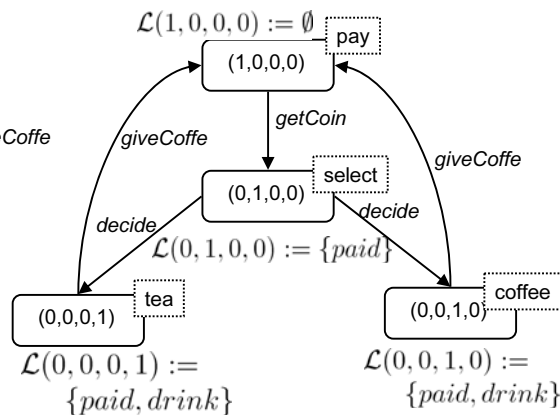 𝓛(1, 0, 0, 0) := ∅
pay
(1,0,0,0)
eCoffe
giveCoffe
getCoin
giveCoffe
(0,1,0,0)
select
decide
decide
𝓛(0, 1, 0, 0) := {paid}
(0,0,0,1)
tea
(0,0,1,0)
coffee
𝓛(0, 0, 0, 1) :=
{paid, drink}
𝓛(0, 0, 1, 0) :=
{paid, drink}